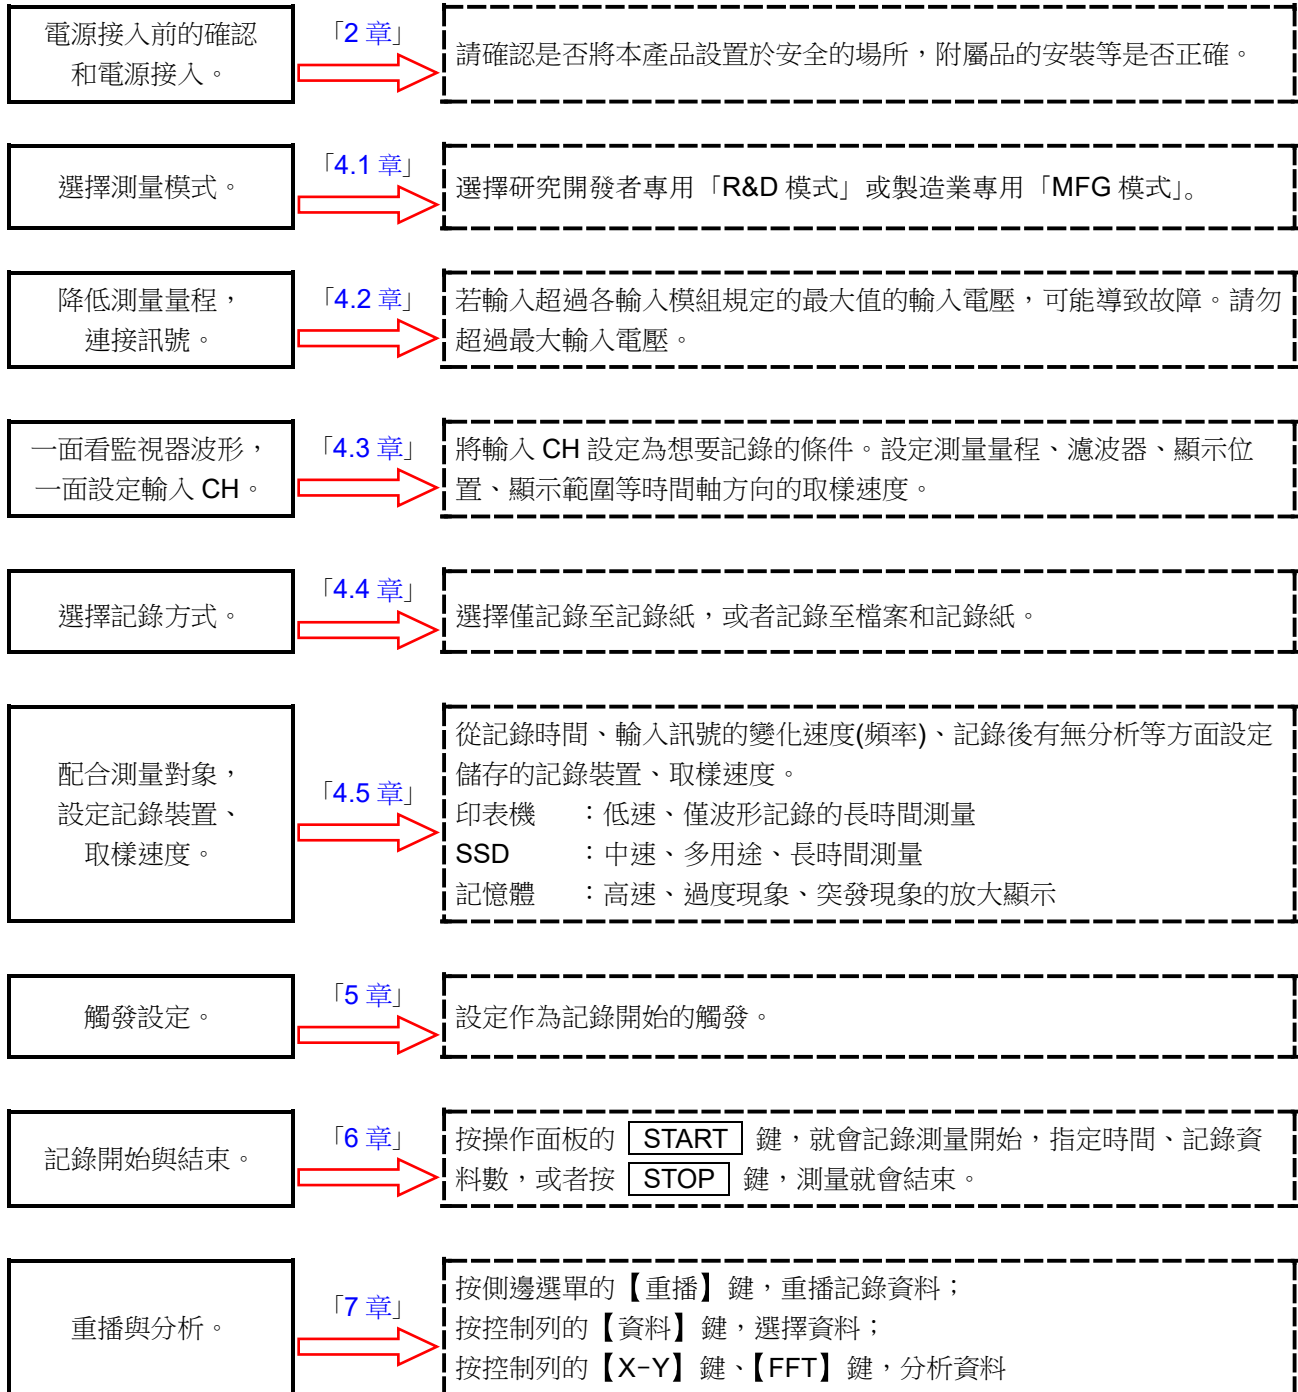 電源接入前的確認
和電源接入。
「2 章」
請確認是否將本產品設置於安全的場所，附屬品的安裝等是否正確。
選擇測量模式。
「4.1 章」
選擇研究開發者專用「R&D 模式」或製造業專用「MFG 模式」。
降低測量量程，
連接訊號。
「4.2 章」
若輸入超過各輸入模組規定的最大值的輸入電壓，可能導致故障。請勿
超過最大輸入電壓。
一面看監視器波形，
一面設定輸入 CH。
「4.3 章」
將輸入 CH 設定為想要記錄的條件。設定測量量程、濾波器、顯示位
置、顯示範圍等時間軸方向的取樣速度。
選擇記錄方式。
「4.4 章」
選擇僅記錄至記錄紙，或者記錄至檔案和記錄紙。
配合測量對象，
設定記錄裝置、
取樣速度。
「4.5 章」
從記錄時間、輸入訊號的變化速度(頻率)、記錄後有無分析等方面設定
儲存的記錄裝置、取樣速度。
印表機　：低速、僅波形記錄的長時間測量
SSD　：中速、多用途、長時間測量
記憶體　：高速、過度現象、突發現象的放大顯示
觸發設定。
「5 章」
設定作為記錄開始的觸發。
記錄開始與結束。
「6 章」
按操作面板的 START 鍵，就會記錄測量開始，指定時間、記錄資
料數，或者按 STOP 鍵，測量就會結束。
重播與分析。
「7 章」
按側邊選單的【重播】鍵，重播記錄資料；
按控制列的【資料】鍵，選擇資料；
按控制列的【X-Y】鍵、【FFT】鍵，分析資料